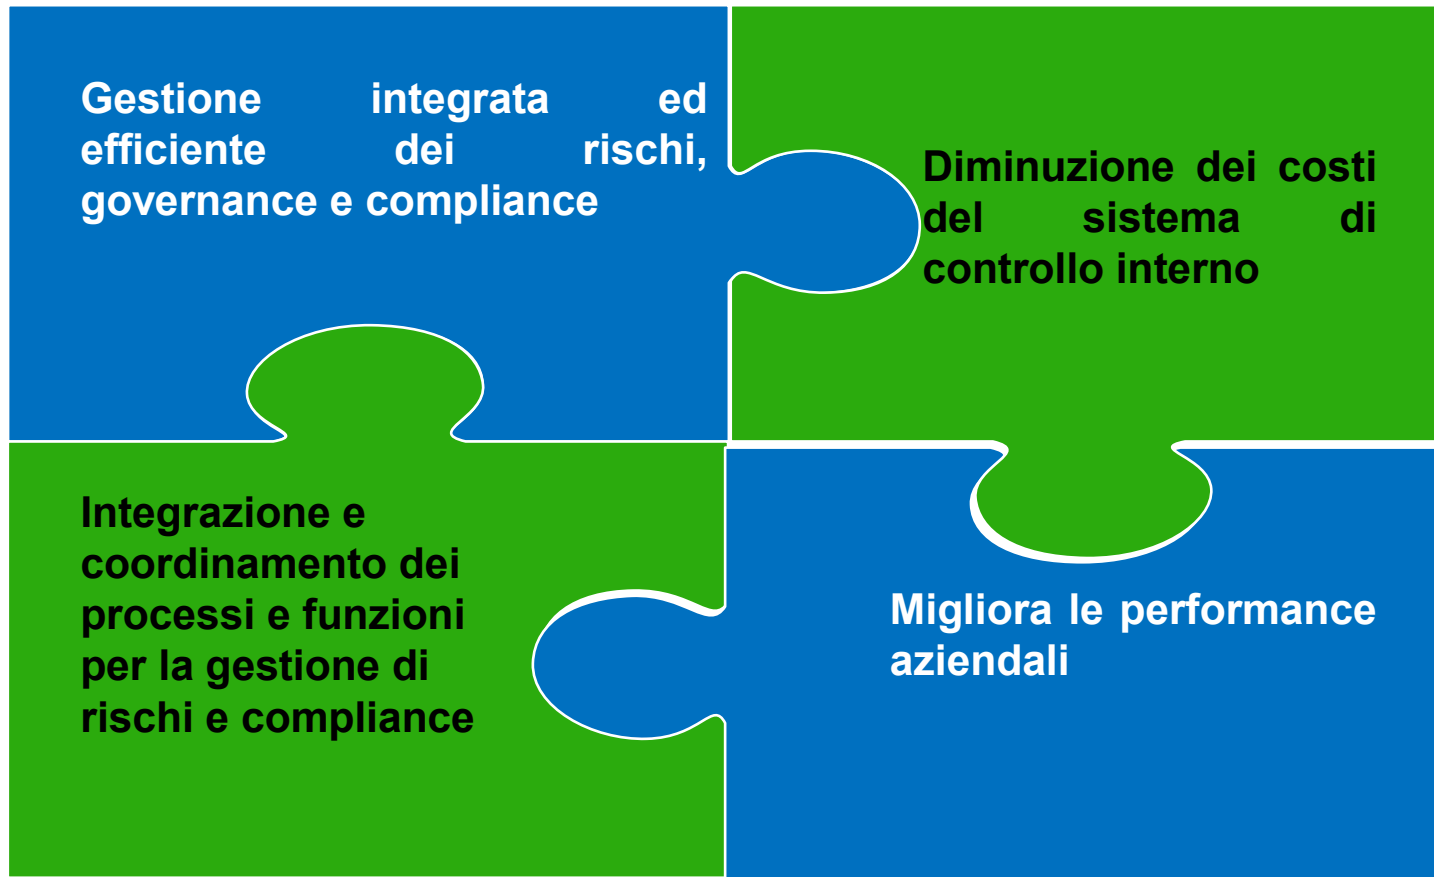 Gestione integrata ed
efficiente dei rischi,
governance e compliance
Diminuzione dei costi
del sistema di
controllo interno
Integrazione e
coordinamento dei
processi e funzioni
per la gestione di
rischi e compliance
Migliora le performance
aziendali